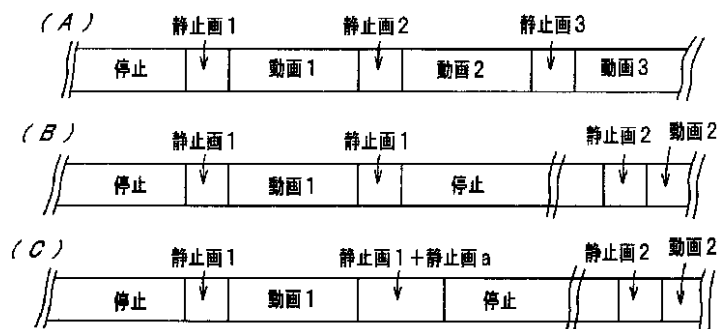 (A) 静止画1 静止画2 静止画3
停止 動画1 動画2 動画3
(B) 静止画1 静止画1 静止画2 動画2
停止 動画1 停止
(C) 静止画1 静止画1+静止画a 静止画2 動画2
停止 動画1 停止